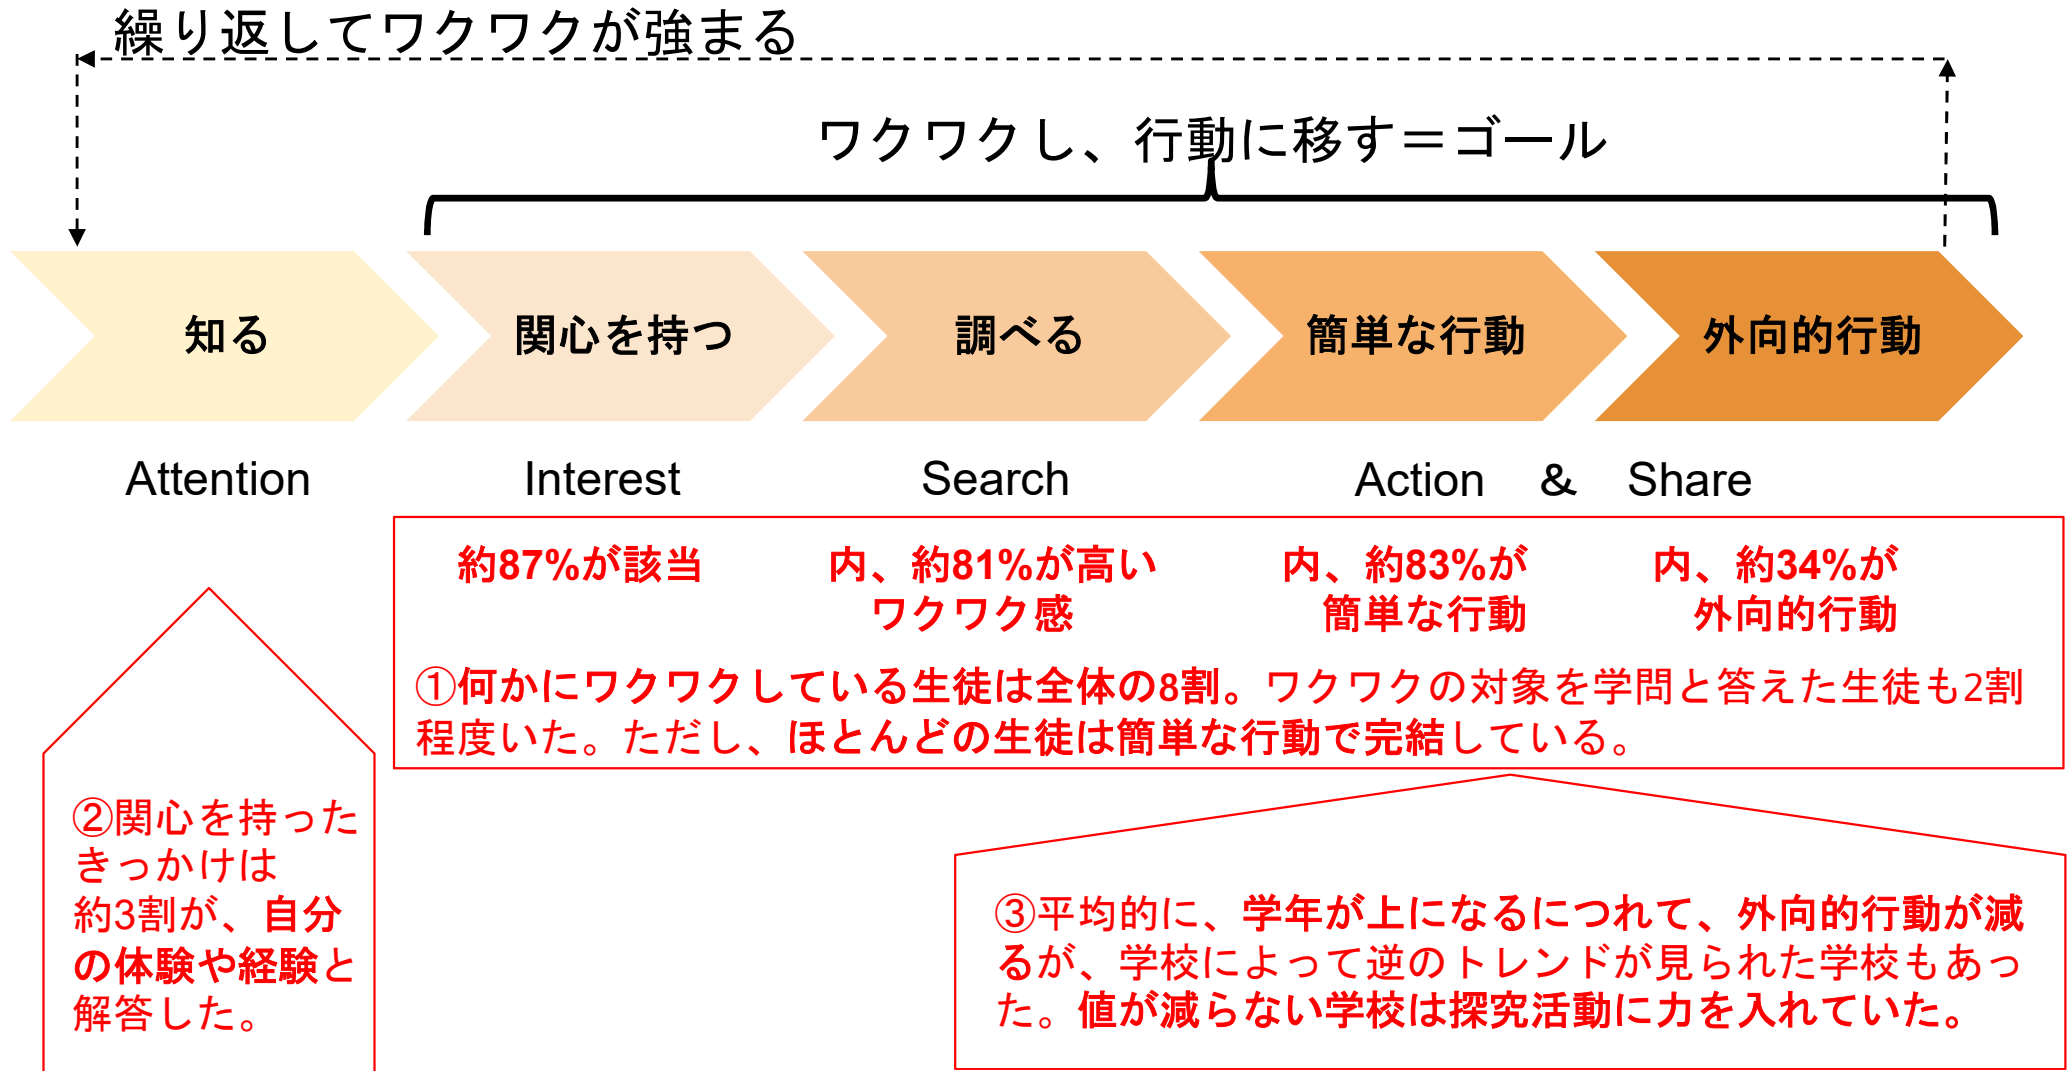 繰り返してワクワクが強まる
ワクワクし、行動に移す＝ゴール
知る
関心を持つ
調べる
簡単な行動
外向的行動
Attention
Interest
Search
Action & Share
約87%が該当
内、約81%が高い
ワクワク感
内、約83%が
簡単な行動
内、約34%が
外向的行動
①何かにワクワクしている生徒は全体の8割。ワクワクの対象を学問と答えた生徒も2割
程度いた。ただし、ほとんどの生徒は簡単な行動で完結している。
②関心を持った
きっかけは
約3割が、自分
の体験や経験と
解答した。
③平均的に、学年が上になるにつれて、外向的行動が減
るが、学校によって逆のトレンドが見られた学校もあっ
た。値が減らない学校は探究活動に力を入れていた。